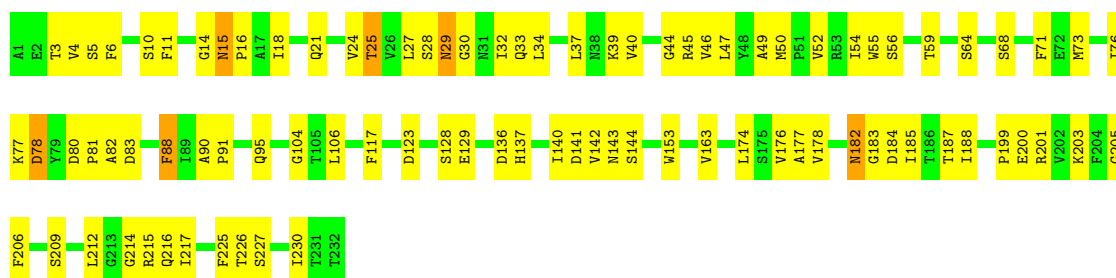 A1 E2 T3 V4 S5 F6 S10 F11 G14 N15 P16 A17 I18 Q21 V24 T25 V26 L27 S28 N29 G30 N31 I32 Q33 L34 L37 N38 K39 V40 G44 R45 V46 L47 Y48 A49 M50 P51 V52 R53 I54 W55 S56 T59 S64 S68 F71 E72 M73 I76
K77 D78 Y79 D80 P81 A82 D83 F88 I89 A90 P91 Q95 G104 T105 L106 F117 D123 S128 E129 D136 H137 I140 D141 V142 N143 S144 W153 V163 L174 S175 V176 A177 V178 N182 G183 D184 I185 T186 T187 I188 P199 E200 R201 V202 K203 F204 G205
F206 S209 L212 G213 G214 R215 Q216 I217 F225 T226 S227 I230 T231 T232